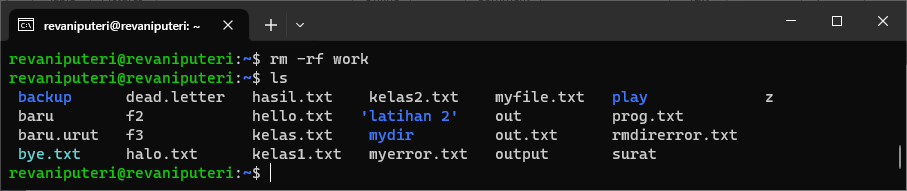 revaniputeri@revaniputeri: ~
revaniputeri@revaniputeri:~$ rm -rf work
revaniputeri@revaniputeri:~$ ls
backup dead.letter hasil.txt kelas2.txt myfile.txt play z
baru f2 hello.txt 'latihan 2' out prog.txt
baru.urut f3 kelas.txt mydir out.txt rmdirerror.txt
bye.txt halo.txt kelas1.txt myerror.txt output surat
revaniputeri@revaniputeri:~$